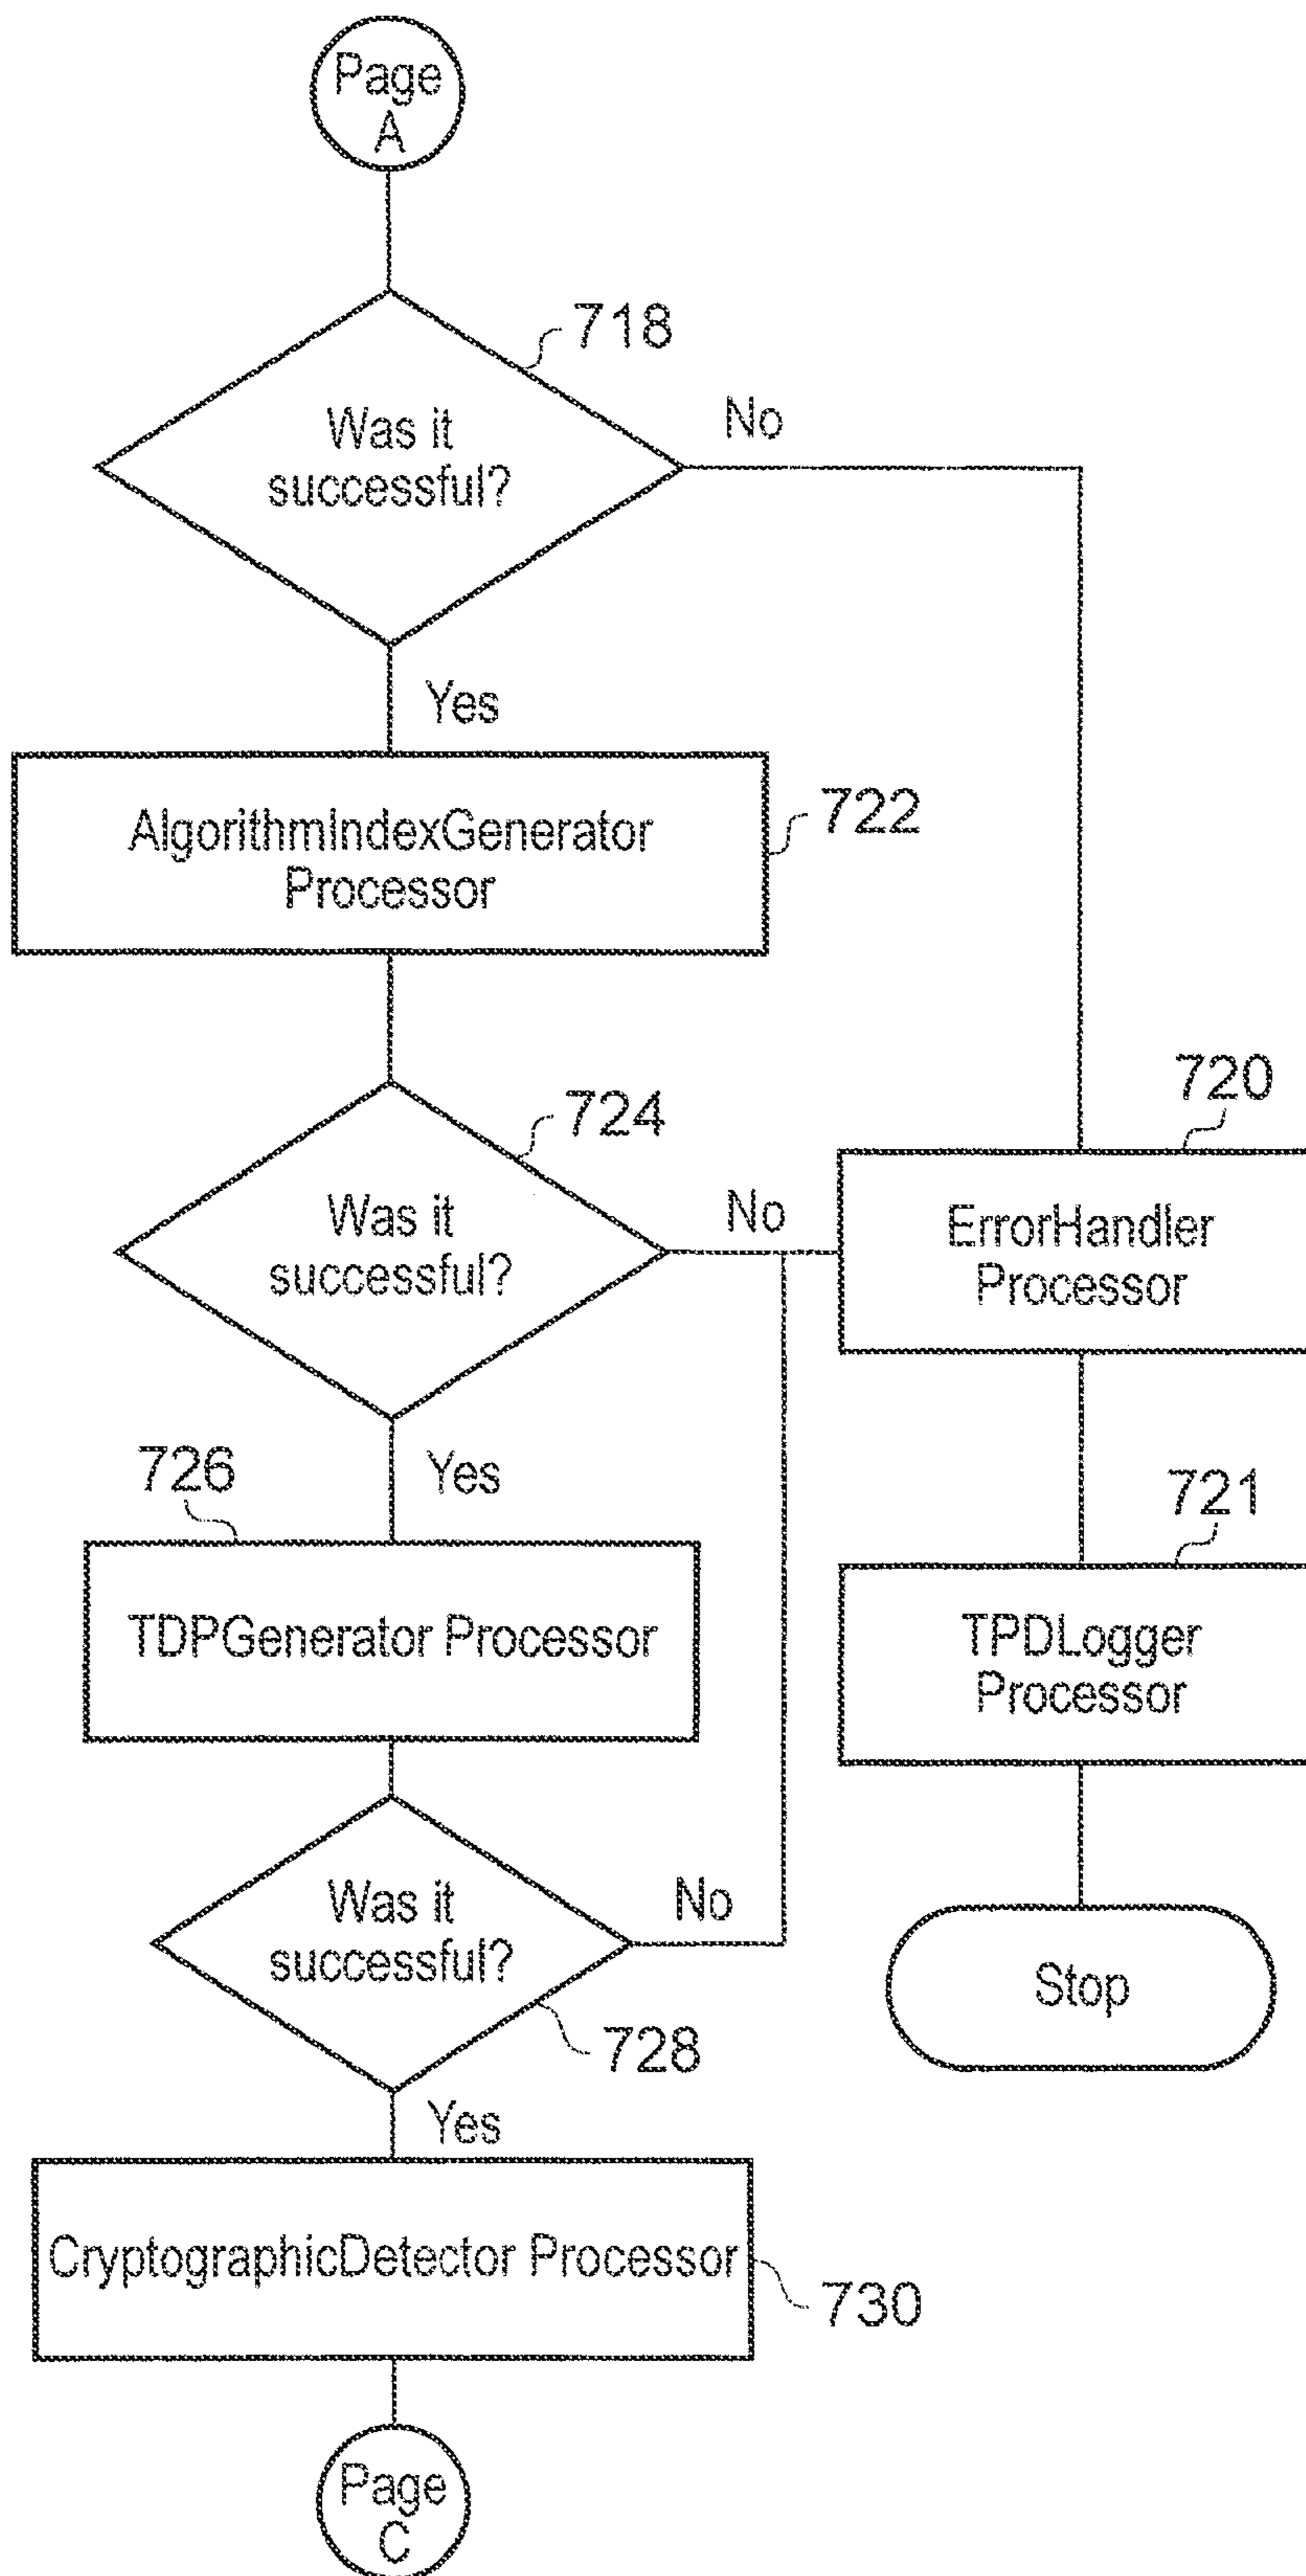 Page
A
718
Was it
successful?
No
Yes
AlgorithmIndexGenerator
Processor
722
724
Was it
successful?
No
720
ErrorHandler
Processor
Yes
726
TDPGenerator Processor
721
TPDLogger
Processor
Was it
successful?
No
728
Stop
Yes
CryptographicDetector Processor
730
Page
C